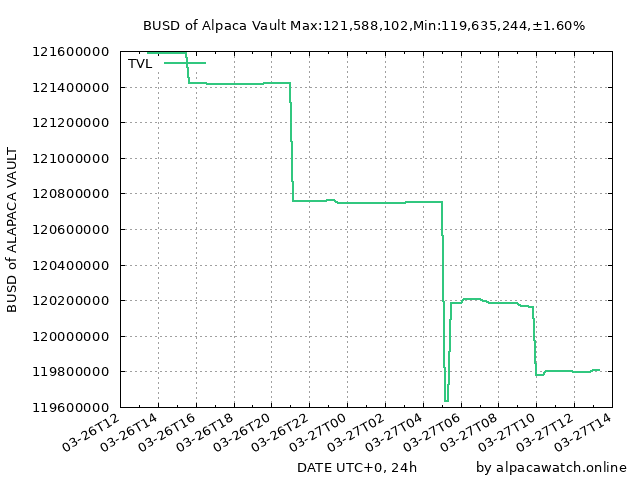 BUSD of Alpaca Vault Max:121,588,102,Min:119,635,244,±1.60%
121600000
TVL
121400000
121200000
121000000
120800000
120600000
120400000
120200000
120000000
119800000
119600000
BUSD of ALAPACA VAULT
03-26T12
03-26T14
03-26T16
03-26T18
03-26T20
03-26T22
03-27T00
03-27T02
03-27T04
03-27T06
03-27T08
03-27T10
03-27T12
03-27T14
DATE UTC+0, 24h
by alpacawatch.online